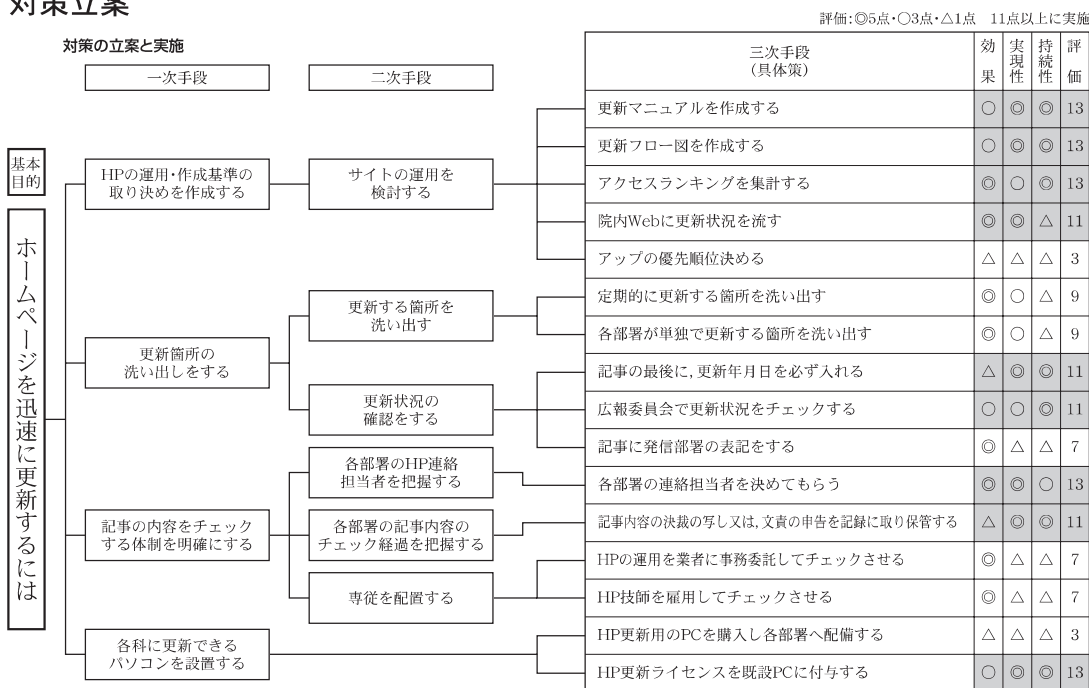 対策立案
評価:◎5点・○3点・△1点　11点以上に実施
対策の立案と実施
一次手段
二次手段
三次手段
(具体策)
効果
実現性
持続性
評価
基本
目的
ホームページを迅速に更新するには
HPの運用・作成基準の
取り決めを作成する
サイトの運用を
検討する
更新マニュアルを作成する ○ ◎ ◎ 13
更新フロー図を作成する ○ ◎ ◎ 13
アクセスランキングを集計する ◎ ○ ◎ 13
院内Webに更新状況を流す ◎ ◎ △ 11
アップの優先順位決める △ △ △ 3
更新箇所の
洗い出しをする
更新する箇所を
洗い出す
定期的に更新する箇所を洗い出す ◎ ○ △ 9
各部署が単独で更新する箇所を洗い出す ◎ ○ △ 9
更新状況の
確認をする
記事の最後に,更新年月日を必ず入れる △ ◎ ◎ 11
広報委員会で更新状況をチェックする ○ ○ ◎ 11
記事に発信部署の表記をする ◎ △ △ 7
記事の内容をチェック
する体制を明確にする
各部署のHP連絡
担当者を把握する
各部署の連絡担当者を決めてもらう ◎ ◎ ○ 13
各部署の記事内容の
チェック経過を把握する
記事内容の決裁の写し又は,文責の申告を記録に取り保管する △ ◎ ◎ 11
専従を配置する
HPの運用を業者に事務委託してチェックさせる ◎ △ △ 7
HP技師を雇用してチェックさせる ◎ △ △ 7
各科に更新できる
パソコンを設置する
HP更新用のPCを購入し各部署へ配備する △ △ △ 3
HP更新ライセンスを既設PCに付与する ○ ◎ ◎ 13